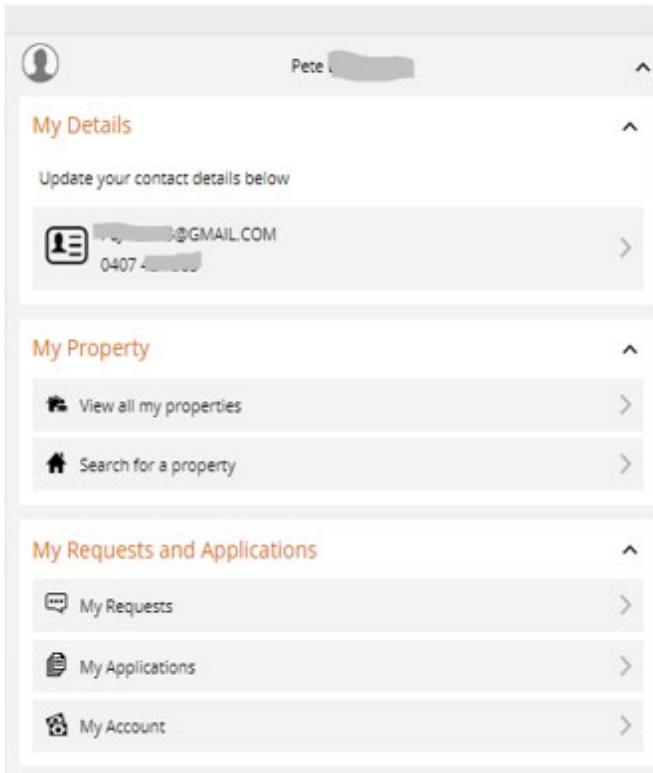 Pete
My Details
Update your contact details below
@GMAIL.COM
0407
My Property
View all my properties
Search for a property
My Requests and Applications
My Requests
My Applications
My Account